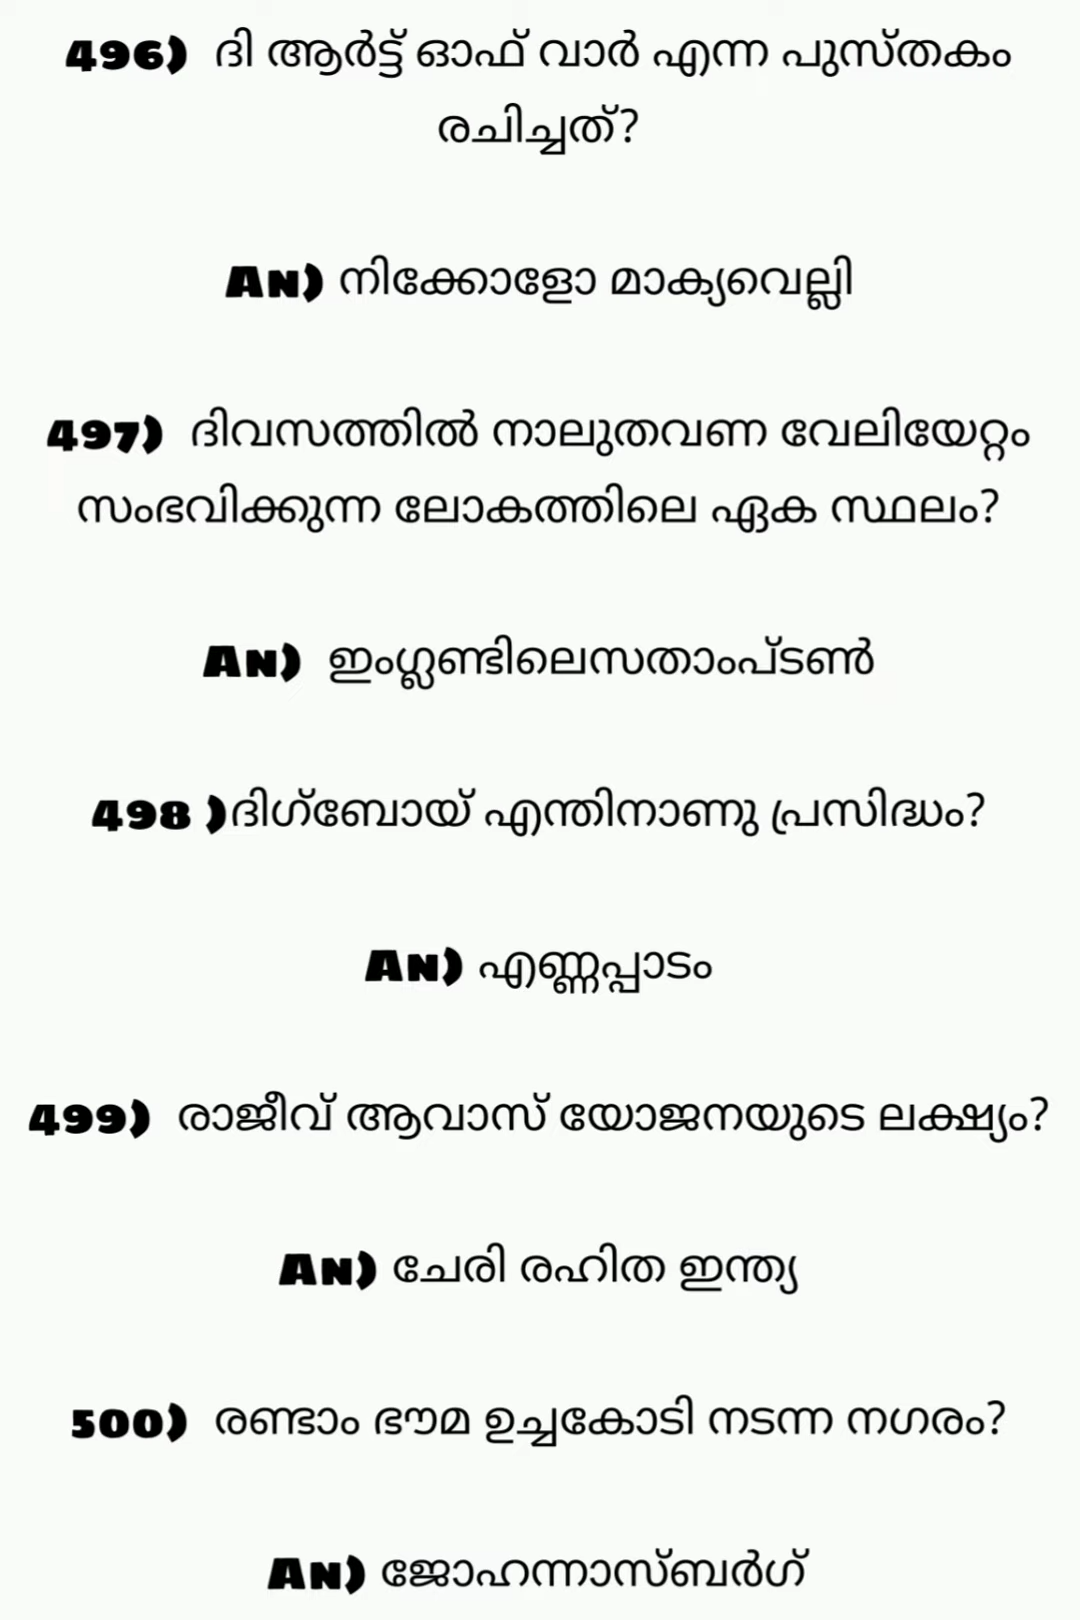 496) ദി ആർട്ട് ഓഫ് വാർ എന്ന പുസ്തകം
രചിച്ചത്?
An) നിക്കോളോ മാക്യവെല്ലി
497) ദിവസത്തിൽ നാലുതവണ വേലിയേറ്റം
സംഭവിക്കുന്ന ലോകത്തിലെ ഏക സ്ഥലം?
An) ഇംഗ്ലണ്ടിലെസതാംപ്ടൺ
498 )ദിഗ്ബോയ് എന്തിനാണു പ്രസിദ്ധം?
An) എണ്ണപ്പാടം
499) രാജീവ് ആവാസ് യോജനയുടെ ലക്ഷ്യം?
An) ചേരി രഹിത ഇന്ത്യ
500) രണ്ടാം ഭൗമ ഉച്ചകോടി നടന്ന നഗരം?
An) ജോഹന്നാസ്ബർഗ്